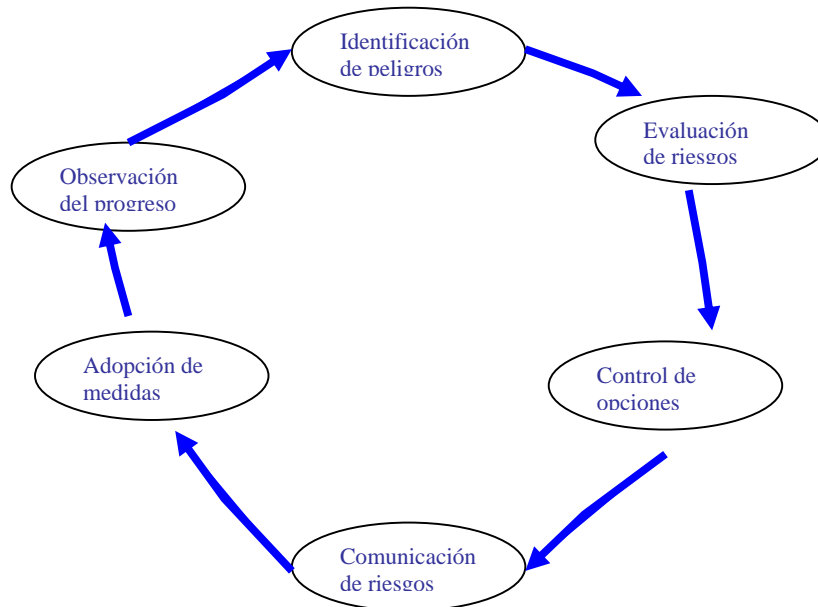 Identificación
de peligros
Evaluación
de riesgos
Control de
opciones
Comunicación
de riesgos
Adopción de
medidas
Observación
del progreso